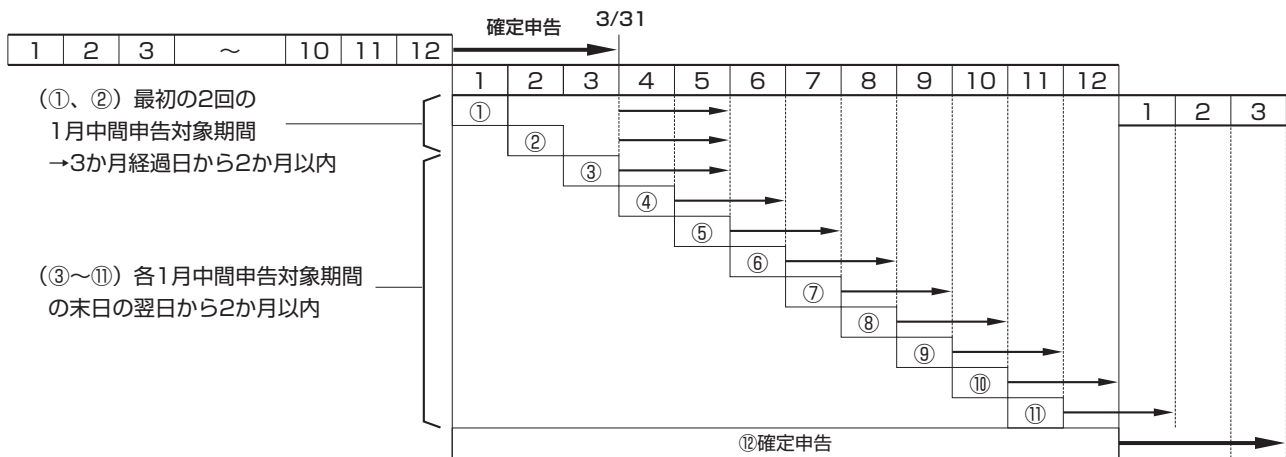 確定申告
3/31
1 2 3 ～ 10 11 12
1 2 3 4 5 6 7 8 9 10 11 12
1 2 3
（①、②）最初の2回の
1月中間申告対象期間
→3か月経過日から2か月以内
①
②
③
④
⑤
⑥
（③～⑪）各1月中間申告対象期間
の末日の翌日から2か月以内
⑦
⑧
⑨
⑩
⑪
⑫確定申告